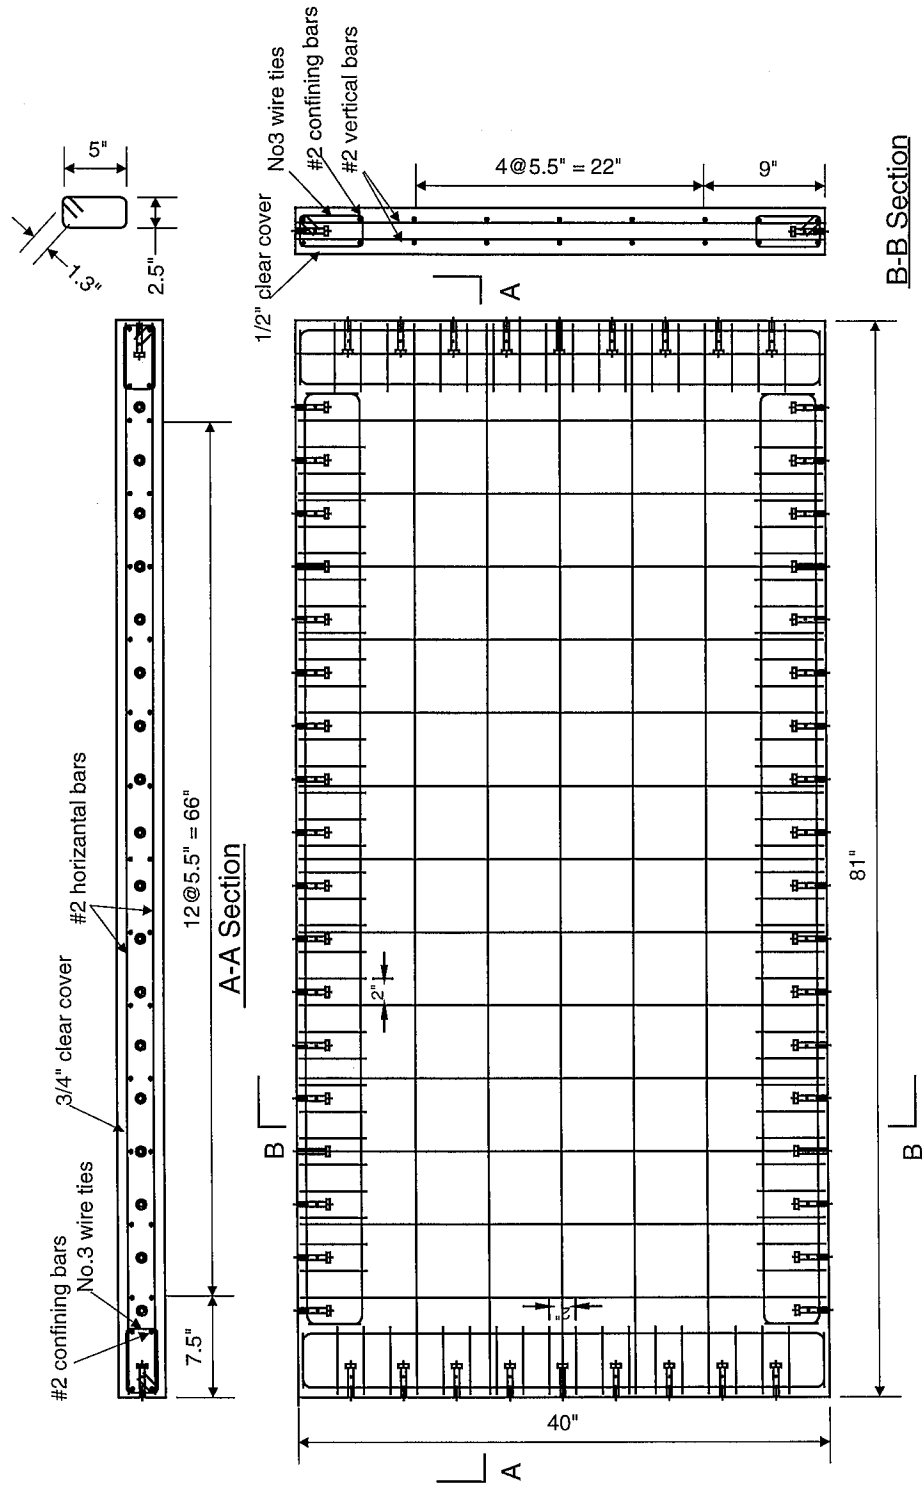 5"
1.3"
2.5"
No3 wire ties
#2 confining bars
#2 vertical bars
1/2" clear cover
4@5.5" = 22"
9"
B-B Section
A
#2 horizantal bars
3/4" clear cover
#2 confining bars
No.3 wire ties
12@5.5" = 66"
7.5"
A-A Section
B
2"
2"
81"
B
40"
A